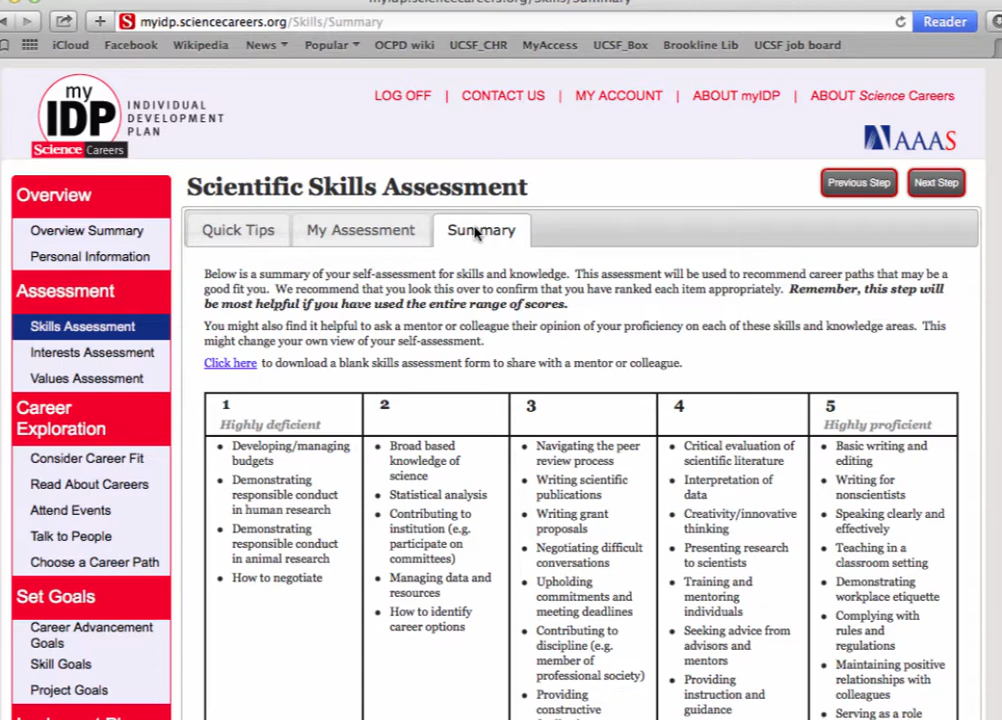 myidp.sciencecareers.org/Skills/Summary
S myidp.sciencecareers.org/Skills/Summary
Reader
iCloud Facebook Wikipedia News Popular OCPD wiki UCSF_CHR MyAccess UCSF_Box Brookline Lib UCSF job board
my
IDP
INDIVIDUAL
DEVELOPMENT
PLAN
Science Careers
LOG OFF | CONTACT US | MY ACCOUNT | ABOUT myIDP | ABOUT Science Careers
AAAS
Overview
Overview Summary
Personal Information
Assessment
Skills Assessment
Interests Assessment
Values Assessment
Career
Exploration
Consider Career Fit
Read About Careers
Attend Events
Talk to People
Choose a Career Path
Set Goals
Career Advancement
Goals
Skill Goals
Project Goals
Scientific Skills Assessment
Previous Step
Next Step
Quick Tips
My Assessment
Summary
Below is a summary of your self-assessment for skills and knowledge. This assessment will be used to recommend career paths that may be a
good fit you. We recommend that you look this over to confirm that you have ranked each item appropriately. Remember, this step will
be most helpful if you have used the entire range of scores.
You might also find it helpful to ask a mentor or colleague their opinion of your proficiency on each of these skills and knowledge areas. This
might change your own view of your self-assessment.
Click here to download a blank skills assessment form to share with a mentor or colleague.
1
Highly deficient
Developing/managing
budgets
Demonstrating
responsible conduct
in human research
Demonstrating
responsible conduct
in animal research
How to negotiate
2
Broad based
knowledge of
science
Statistical analysis
Contributing to
institution (e.g.
participate on
committees)
Managing data and
resources
How to identify
career options
3
Navigating the peer
review process
Writing scientific
publications
Writing grant
proposals
Negotiating difficult
conversations
Upholding
commitments and
meeting deadlines
Contributing to
discipline (e.g.
member of
professional society)
Providing
constructive
4
Critical evaluation of
scientific literature
Interpretation of
data
Creativity/innovative
thinking
Presenting research
to scientists
Training and
mentoring
individuals
Seeking advice from
advisors and
mentors
Providing
instruction and
guidance
5
Highly proficient
Basic writing and
editing
Writing for
nonscientists
Speaking clearly and
effectively
Teaching in a
classroom setting
Demonstrating
workplace etiquette
Complying with
rules and
regulations
Maintaining positive
relationships with
colleagues
Serving as a role